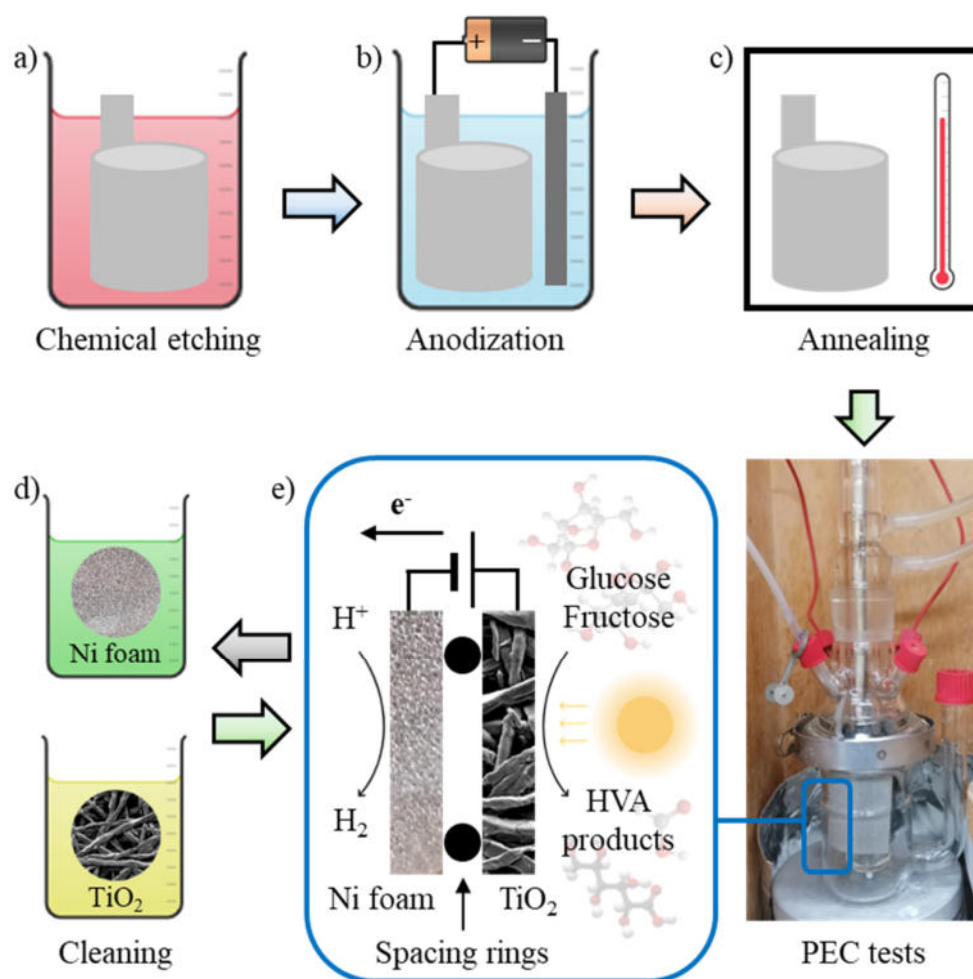 a)
b)
+
−
c)
Chemical etching
Anodization
Annealing
d)
Ni foam
TiO₂
Cleaning
e)
e⁻
H⁺
H₂
Glucose
Fructose
HVA
products
Ni foam
TiO₂
Spacing rings
PEC tests